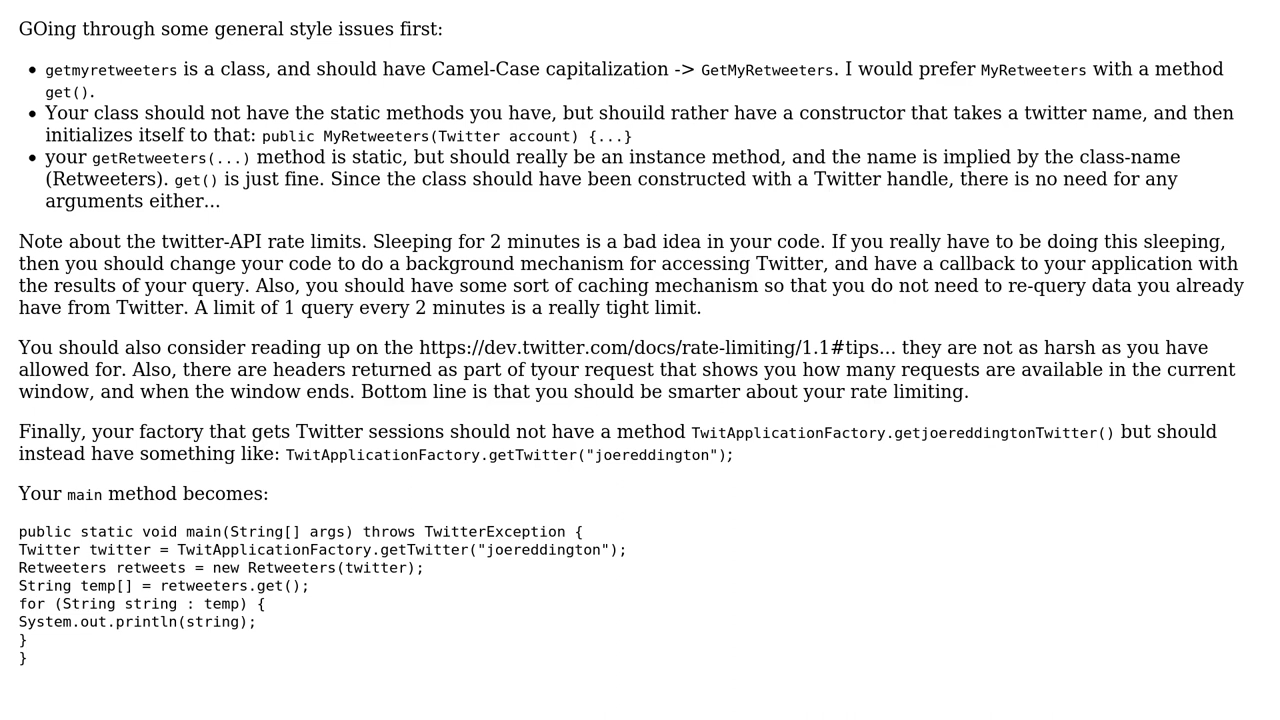 GOing through some general style issues first:
getmyretweeters is a class, and should have Camel-Case capitalization -> GetMyRetweeters. I would prefer MyRetweeters with a method
get().
Your class should not have the static methods you have, but shouild rather have a constructor that takes a twitter name, and then
initializes itself to that: public MyRetweeters(Twitter account) {...}
your getRetweeters(...) method is static, but should really be an instance method, and the name is implied by the class-name
(Retweeters). get() is just fine. Since the class should have been constructed with a Twitter handle, there is no need for any
arguments either...
Note about the twitter-API rate limits. Sleeping for 2 minutes is a bad idea in your code. If you really have to be doing this sleeping,
then you should change your code to do a background mechanism for accessing Twitter, and have a callback to your application with
the results of your query. Also, you should have some sort of caching mechanism so that you do not need to re-query data you already
have from Twitter. A limit of 1 query every 2 minutes is a really tight limit.
You should also consider reading up on the https://dev.twitter.com/docs/rate-limiting/1.1#tips... they are not as harsh as you have
allowed for. Also, there are headers returned as part of tyour request that shows you how many requests are available in the current
window, and when the window ends. Bottom line is that you should be smarter about your rate limiting.
Finally, your factory that gets Twitter sessions should not have a method TwitApplicationFactory.getjoereddingtonTwitter() but should
instead have something like: TwitApplicationFactory.getTwitter("joereddington");
Your main method becomes:
public static void main(String[] args) throws TwitterException {
Twitter twitter = TwitApplicationFactory.getTwitter("joereddington");
Retweeters retweets = new Retweeters(twitter);
String temp[] = retweeters.get();
for (String string : temp) {
System.out.println(string);
}
}